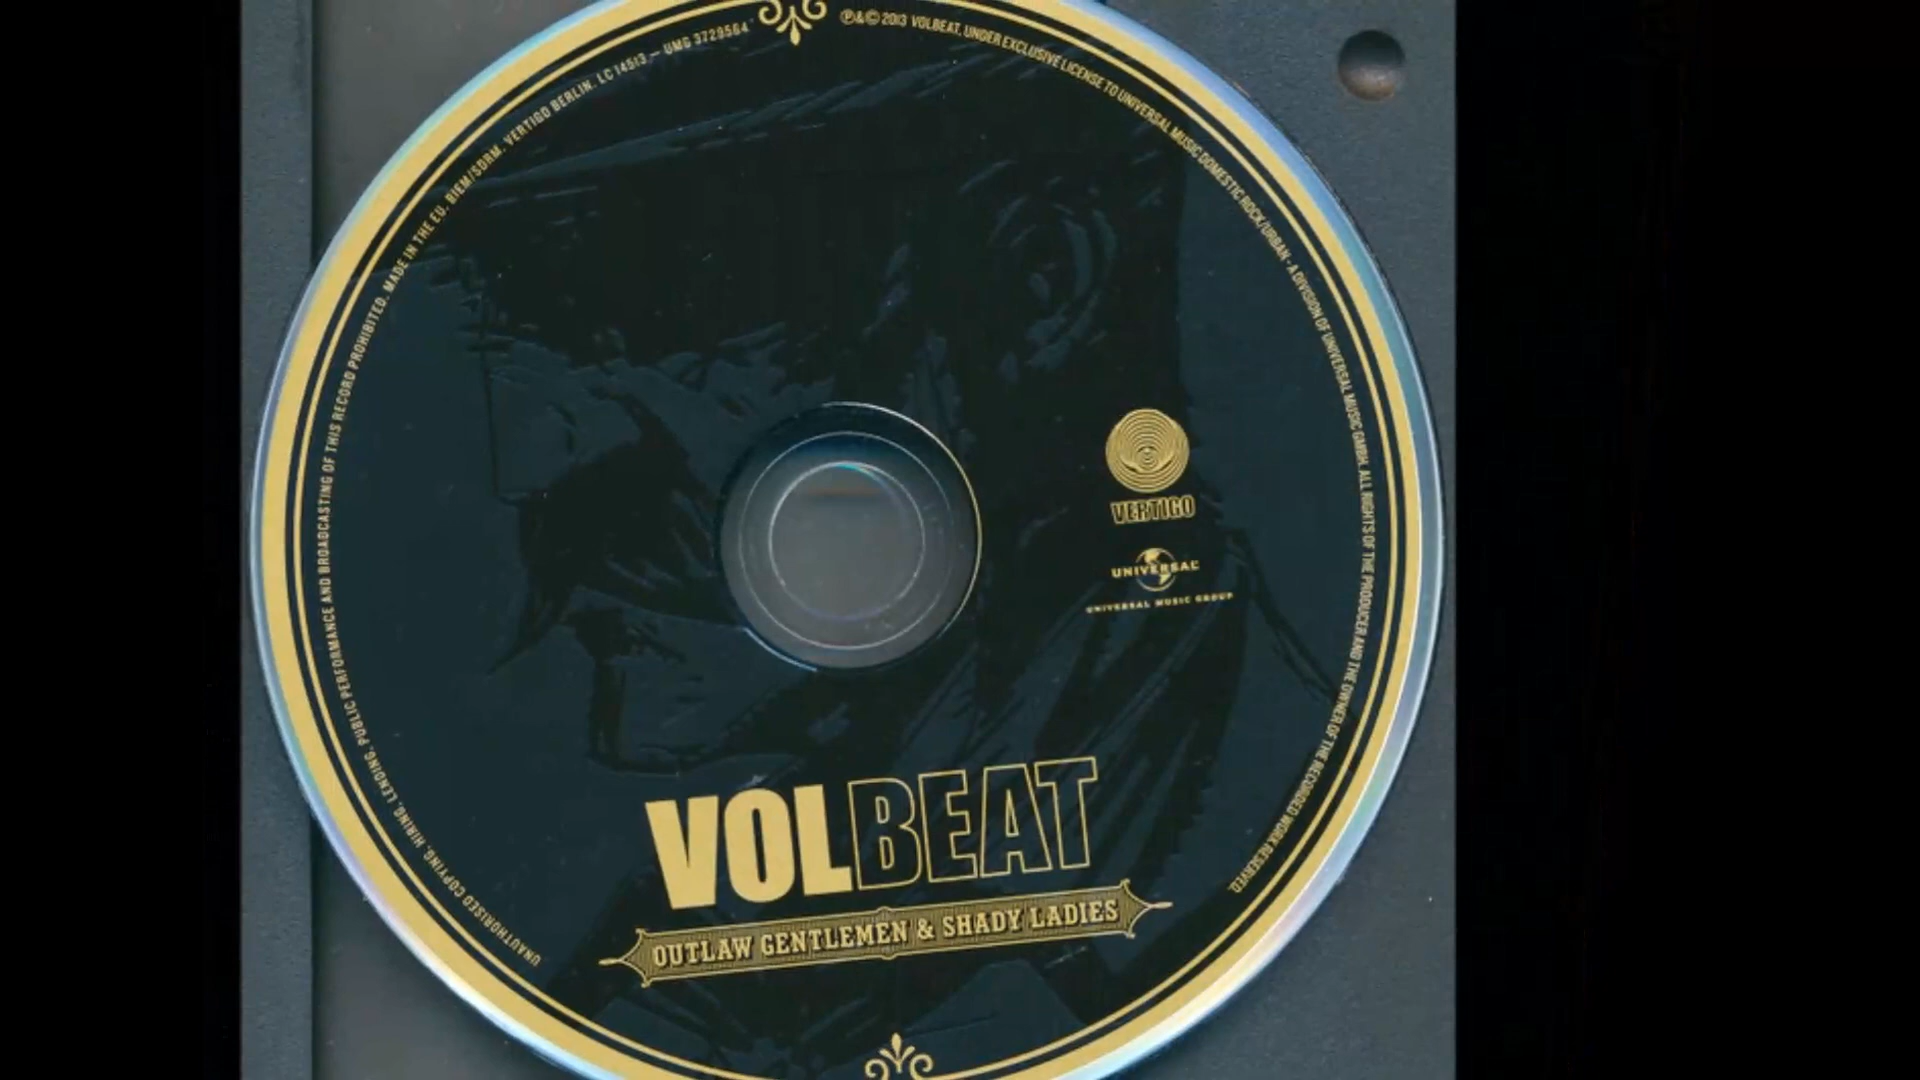 UNAUTHORISED COPYING, HIRING, LENDING, PUBLIC PERFORMANCE AND BROADCASTING OF THIS RECORD PROHIBITED. MADE IN THE EU. BIEM/SDRM. VERTIGO BERLIN. LC 14513 – UMG 3729564
℗&© 2013 VOLBEAT, UNDER EXCLUSIVE LICENSE TO UNIVERSAL MUSIC DOMESTIC ROCK/URBAN - A DIVISION OF UNIVERSAL MUSIC GMBH. ALL RIGHTS OF THE PRODUCER AND THE OWNER OF THE RECORDED WORK RESERVED.
VERTIGO
UNIVERSAL
UNIVERSAL MUSIC GROUP
VOLBEAT
OUTLAW GENTLEMEN & SHADY LADIES